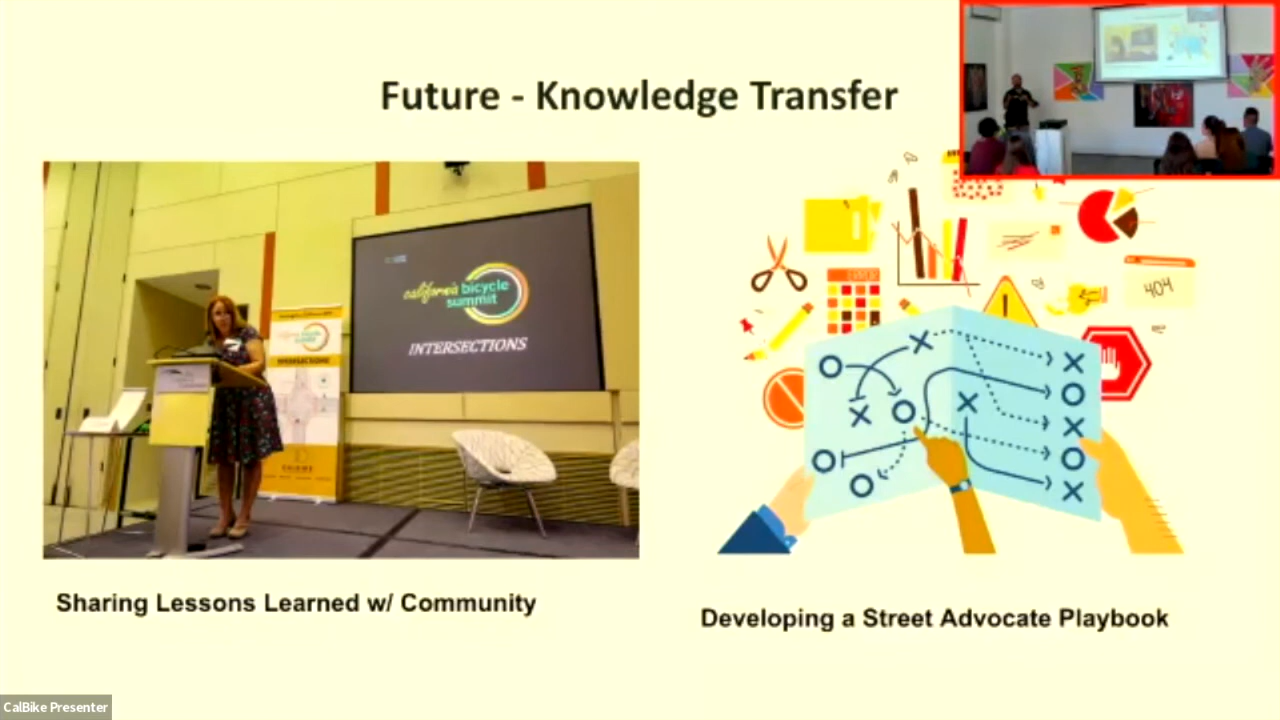 Future - Knowledge Transfer
california bicycle
summit
INTERSECTIONS
404
Sharing Lessons Learned w/ Community
Developing a Street Advocate Playbook
CalBike Presenter